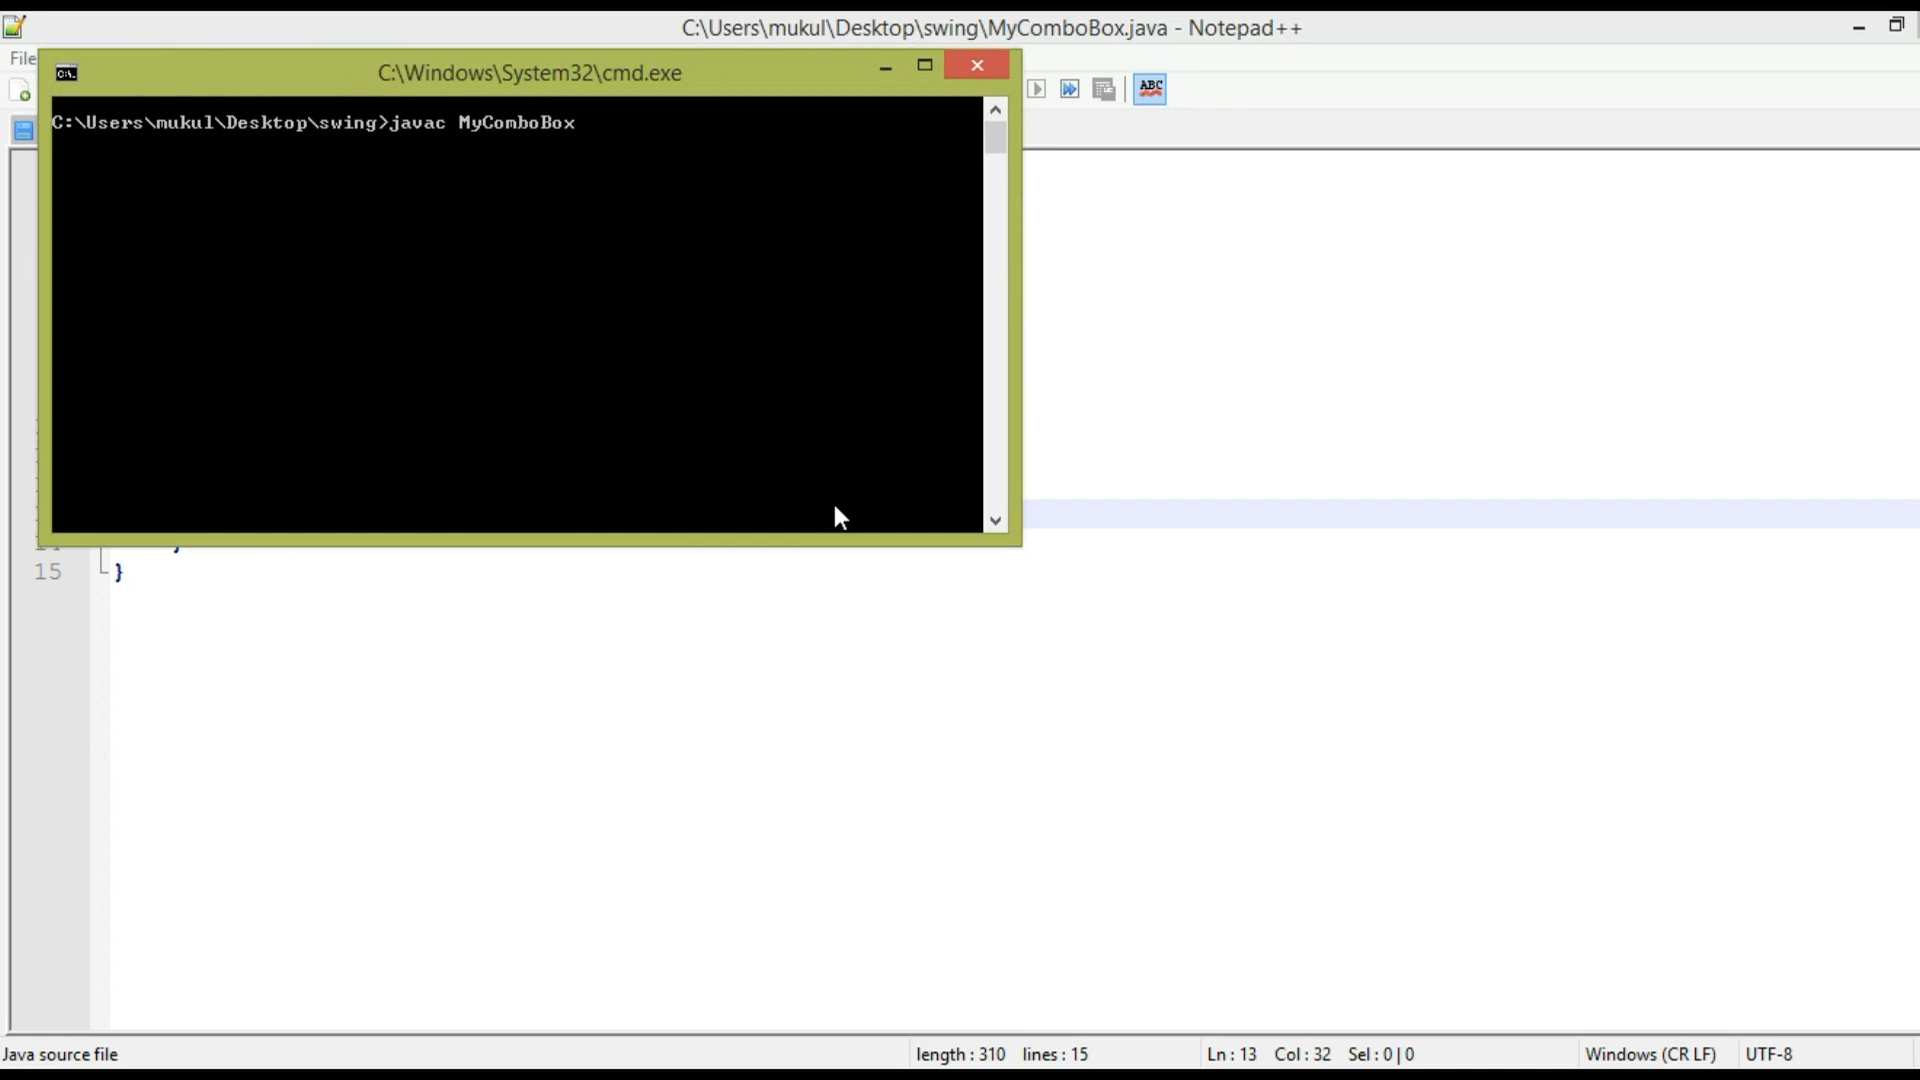 C:\Users\mukul\Desktop\swing\MyComboBox.java - Notepad++
File
C:\.
C:\Windows\System32\cmd.exe
ABC
C:\Users\mukul\Desktop\swing>javac MyComboBox
15 }
Java source file
length : 310 lines : 15
Ln : 13 Col : 32 Sel : 0 | 0
Windows (CR LF)
UTF-8